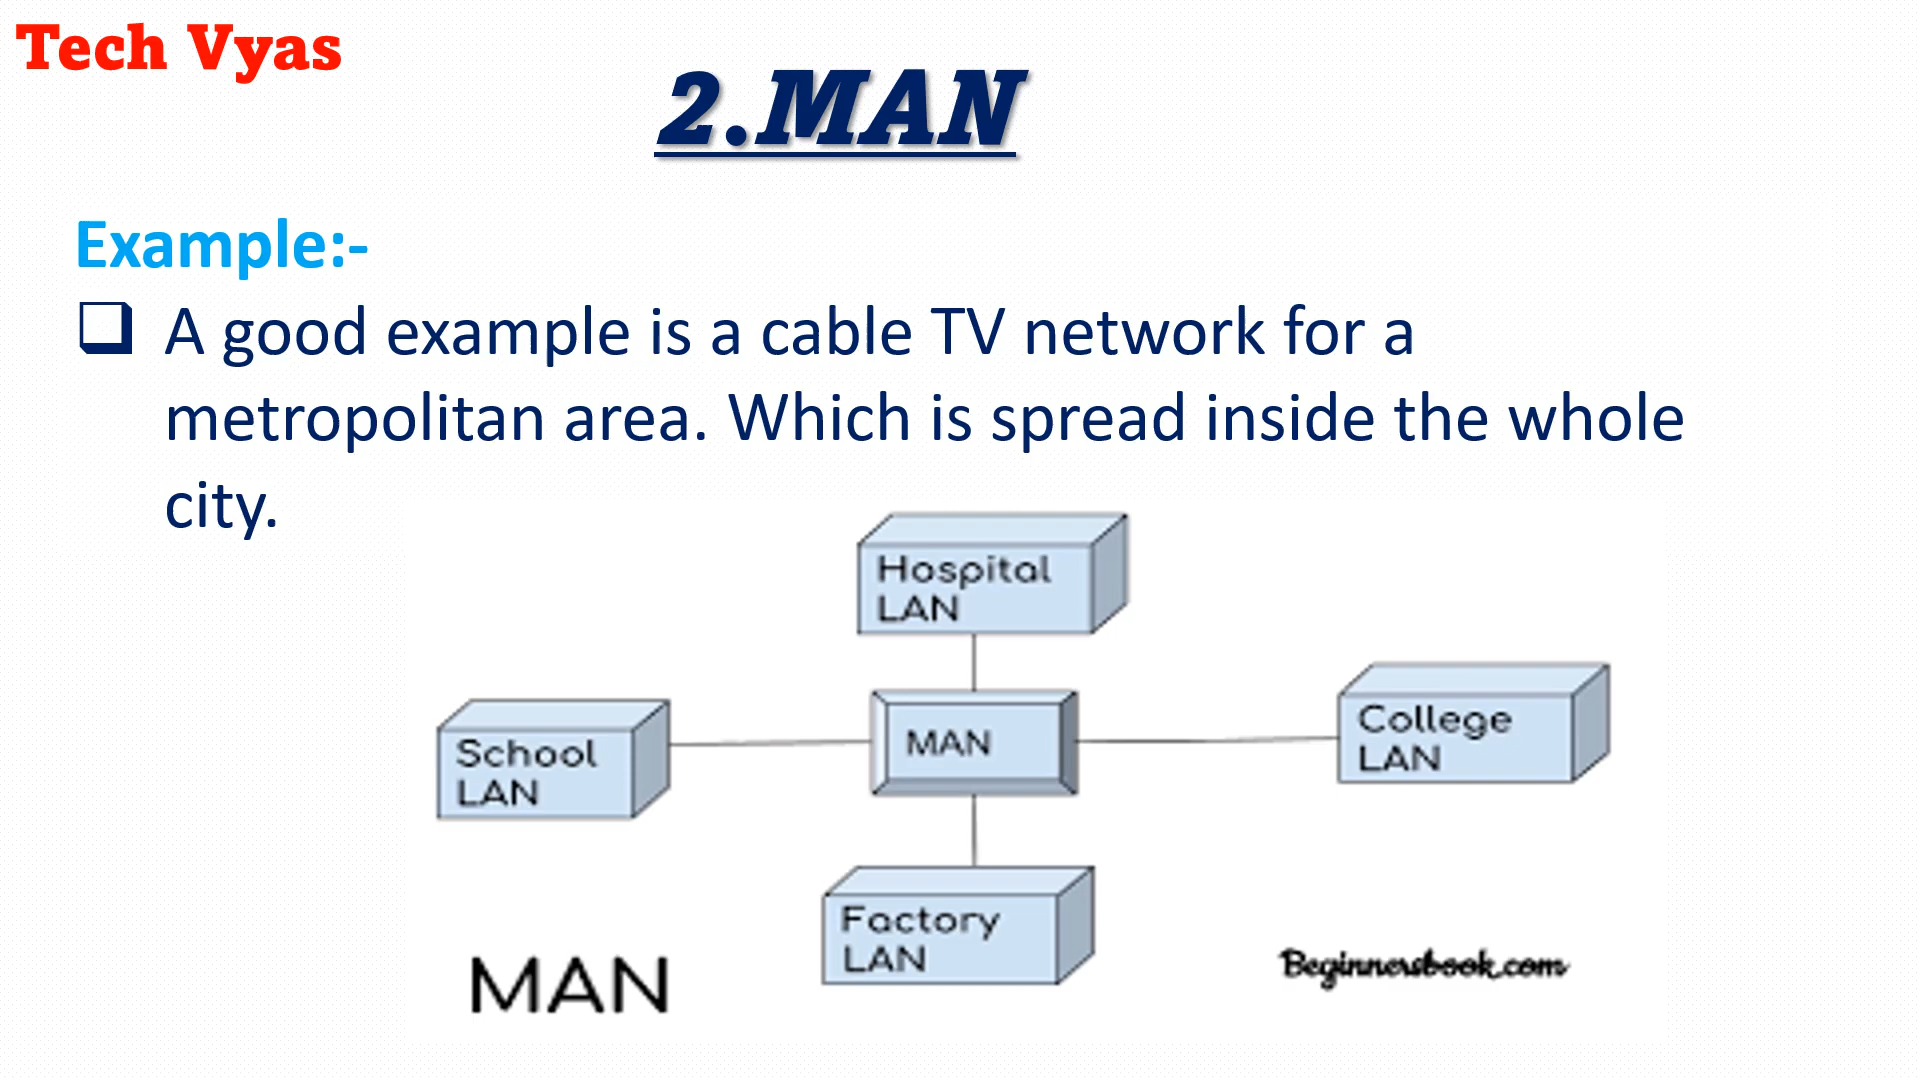 Tech Vyas
2.MAN
Example:-
A good example is a cable TV network for a
metropolitan area. Which is spread inside the whole
city.
Hospital
LAN
School
LAN
MAN
College
LAN
Factory
LAN
MAN
Beginnersbook.com